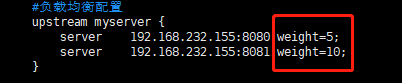 #负载均衡配置
upstream myserver {
server 192.168.232.155:8080 weight=5;
server 192.168.232.155:8081 weight=10;
}